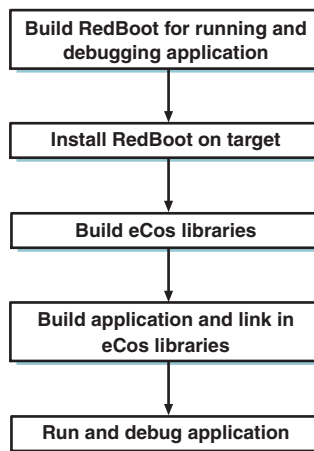 Build RedBoot for running and
debugging application
Install RedBoot on target
Build eCos libraries
Build application and link in
eCos libraries
Run and debug application